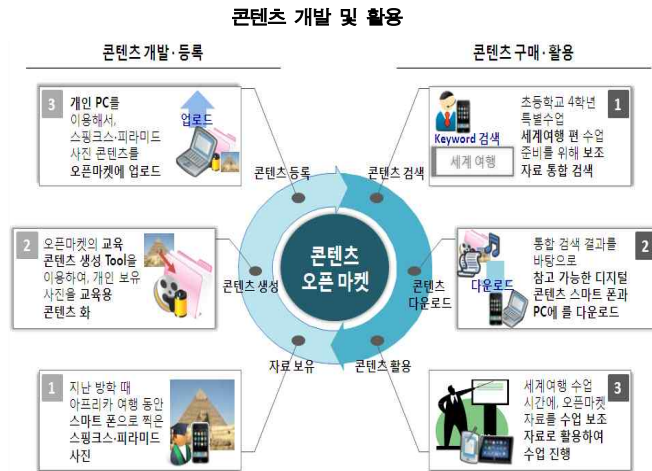 콘텐츠 개발 및 활용
콘텐츠 개발·등록
콘텐츠 구매·활용
3
개인 PC를
이용해서,
스핑크스·피라미드
사진 콘텐츠를
오픈마켓에 업로드
업로드
2
오픈마켓의 교육
콘텐츠 생성 Tool을
이용하여, 개인 보유
사진을 교육용
콘텐츠 화
1
지난 방학 때
아프리카 여행 동안
스마트 폰으로 찍은
스핑크스·피라미드
사진
콘텐츠 등록
콘텐츠 생성
자료 보유
콘텐츠
오픈 마켓
콘텐츠 검색
콘텐츠
다운로드
콘텐츠 활용
Keyword 검색
세계 여행
초등학교 4학년
특별수업
세계여행 편 수업
준비를 위해 보조
자료 통합 검색
1
다운로드
통합 검색 결과를
바탕으로
참고 가능한 디지털
콘텐츠 스마트 폰과
PC에 를 다운로드
2
세계여행 수업
시간에, 오픈마켓
자료를 수업 보조
자료로 활용하여
수업 진행
3